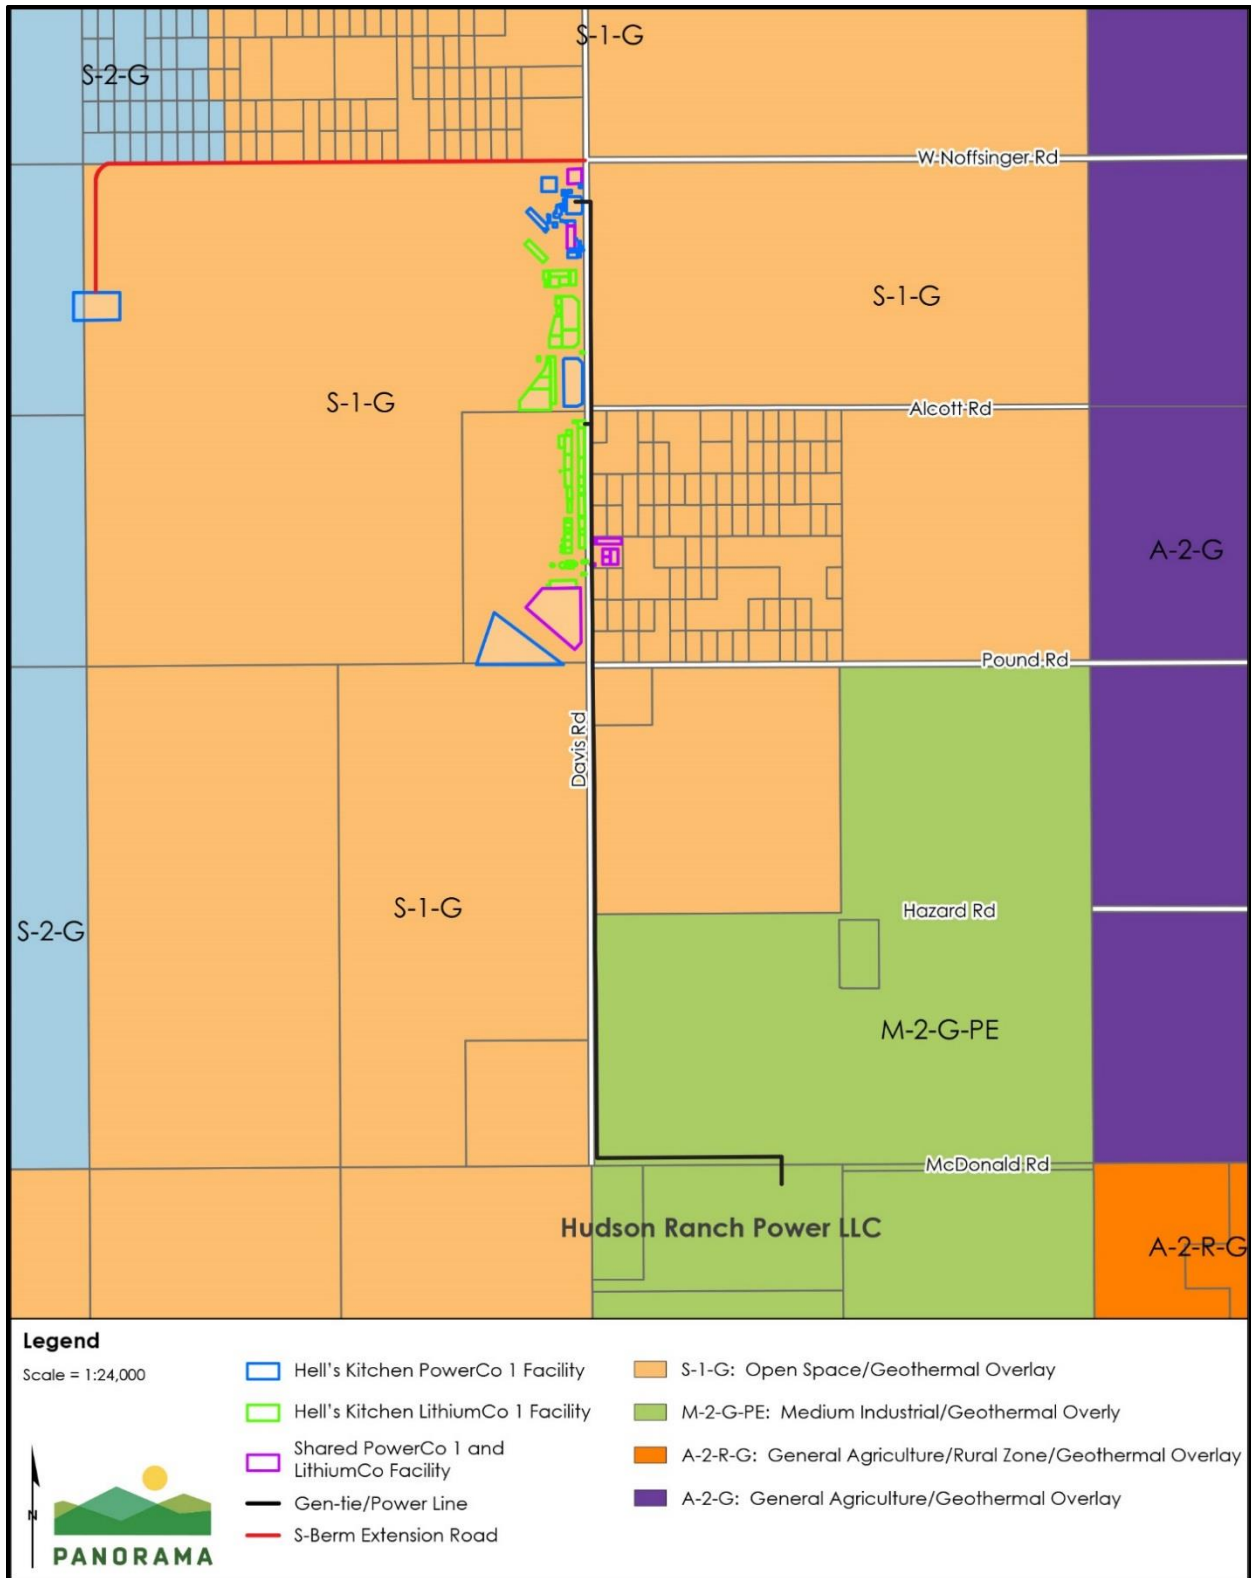 S-1-G
S-2-G
W Noffsinger Rd
S-1-G
S-1-G
Alcott Rd
A-2-G
Pound Rd
Davis Rd
S-1-G
Hazard Rd
S-2-G
M-2-G-PE
McDonald Rd
Hudson Ranch Power LLC
A-2-R-G
Legend
Scale = 1:24,000
Hell's Kitchen PowerCo 1 Facility
Hell's Kitchen LithiumCo 1 Facility
Shared PowerCo 1 and
LithiumCo Facility
Gen-tie/Power Line
S-Berm Extension Road
S-1-G: Open Space/Geothermal Overlay
M-2-G-PE: Medium Industrial/Geothermal Overly
A-2-R-G: General Agriculture/Rural Zone/Geothermal Overlay
A-2-G: General Agriculture/Geothermal Overlay
N
PANORAMA